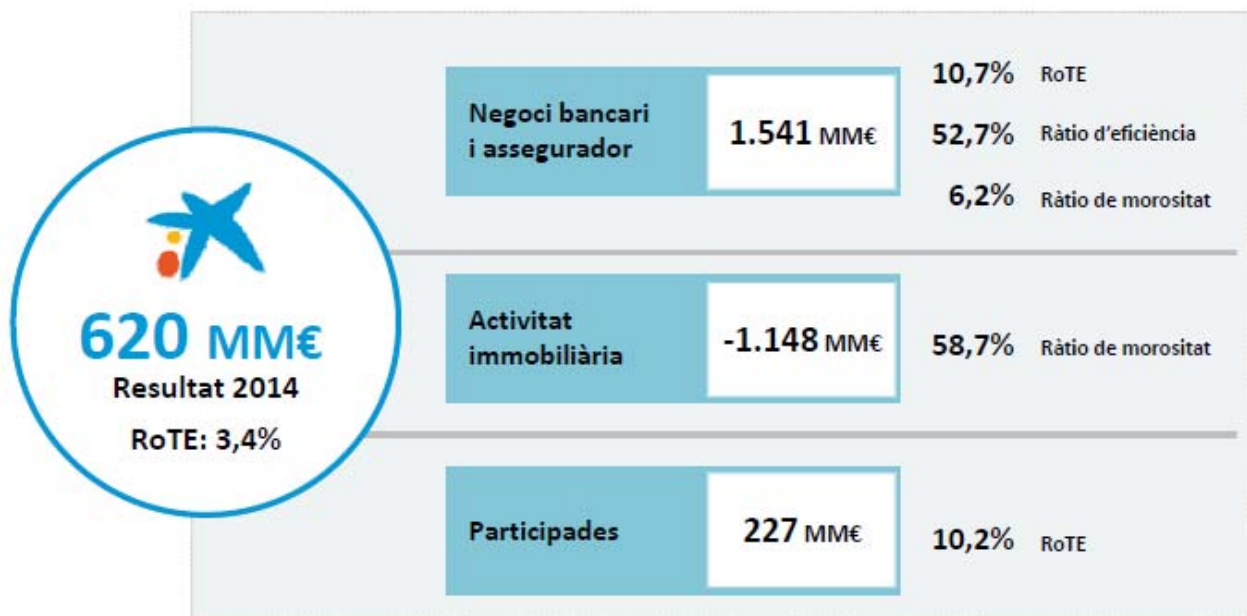 620 MM€
Resultat 2014
RoTE: 3,4%
Negoci bancari
i assegurador
1.541 MM€
10,7% RoTE
52,7% Ràtio d'eficiència
6,2% Ràtio de morositat
Activitat
immobiliària
-1.148 MM€
58,7% Ràtio de morositat
Participades
227 MM€
10,2% RoTE